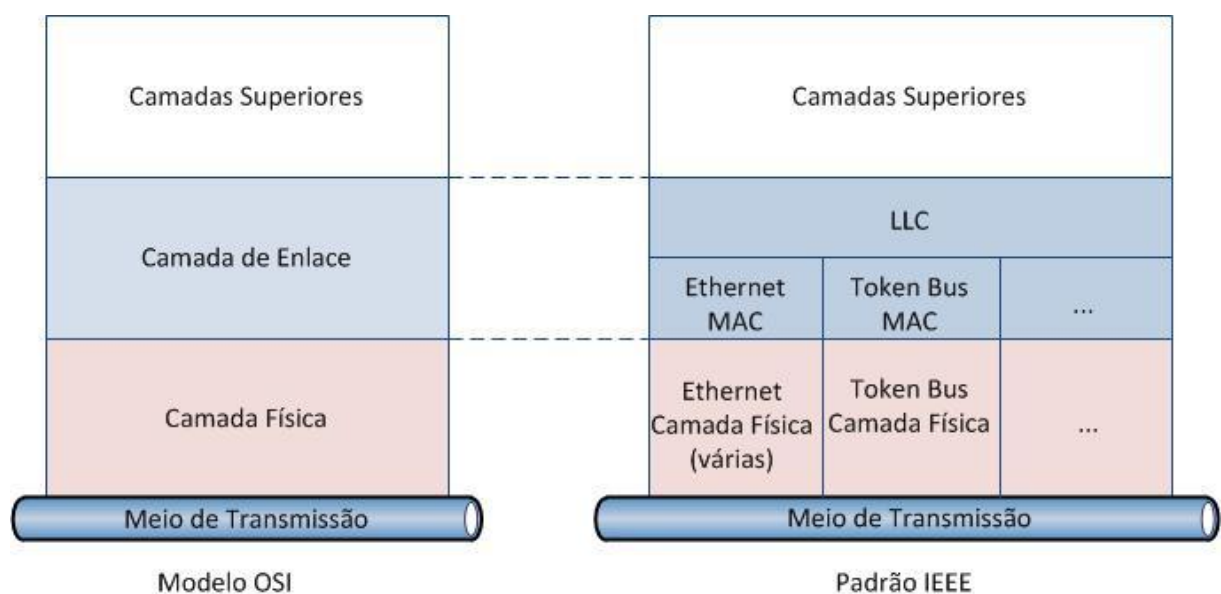 Camadas Superiores
Camada de Enlace
Camada Física
Meio de Transmissão
Modelo OSI
Camadas Superiores
LLC
Ethernet
MAC
Token Bus
MAC
...
Ethernet
Camada Física
(várias)
Token Bus
Camada Física
...
Meio de Transmissão
Padrão IEEE